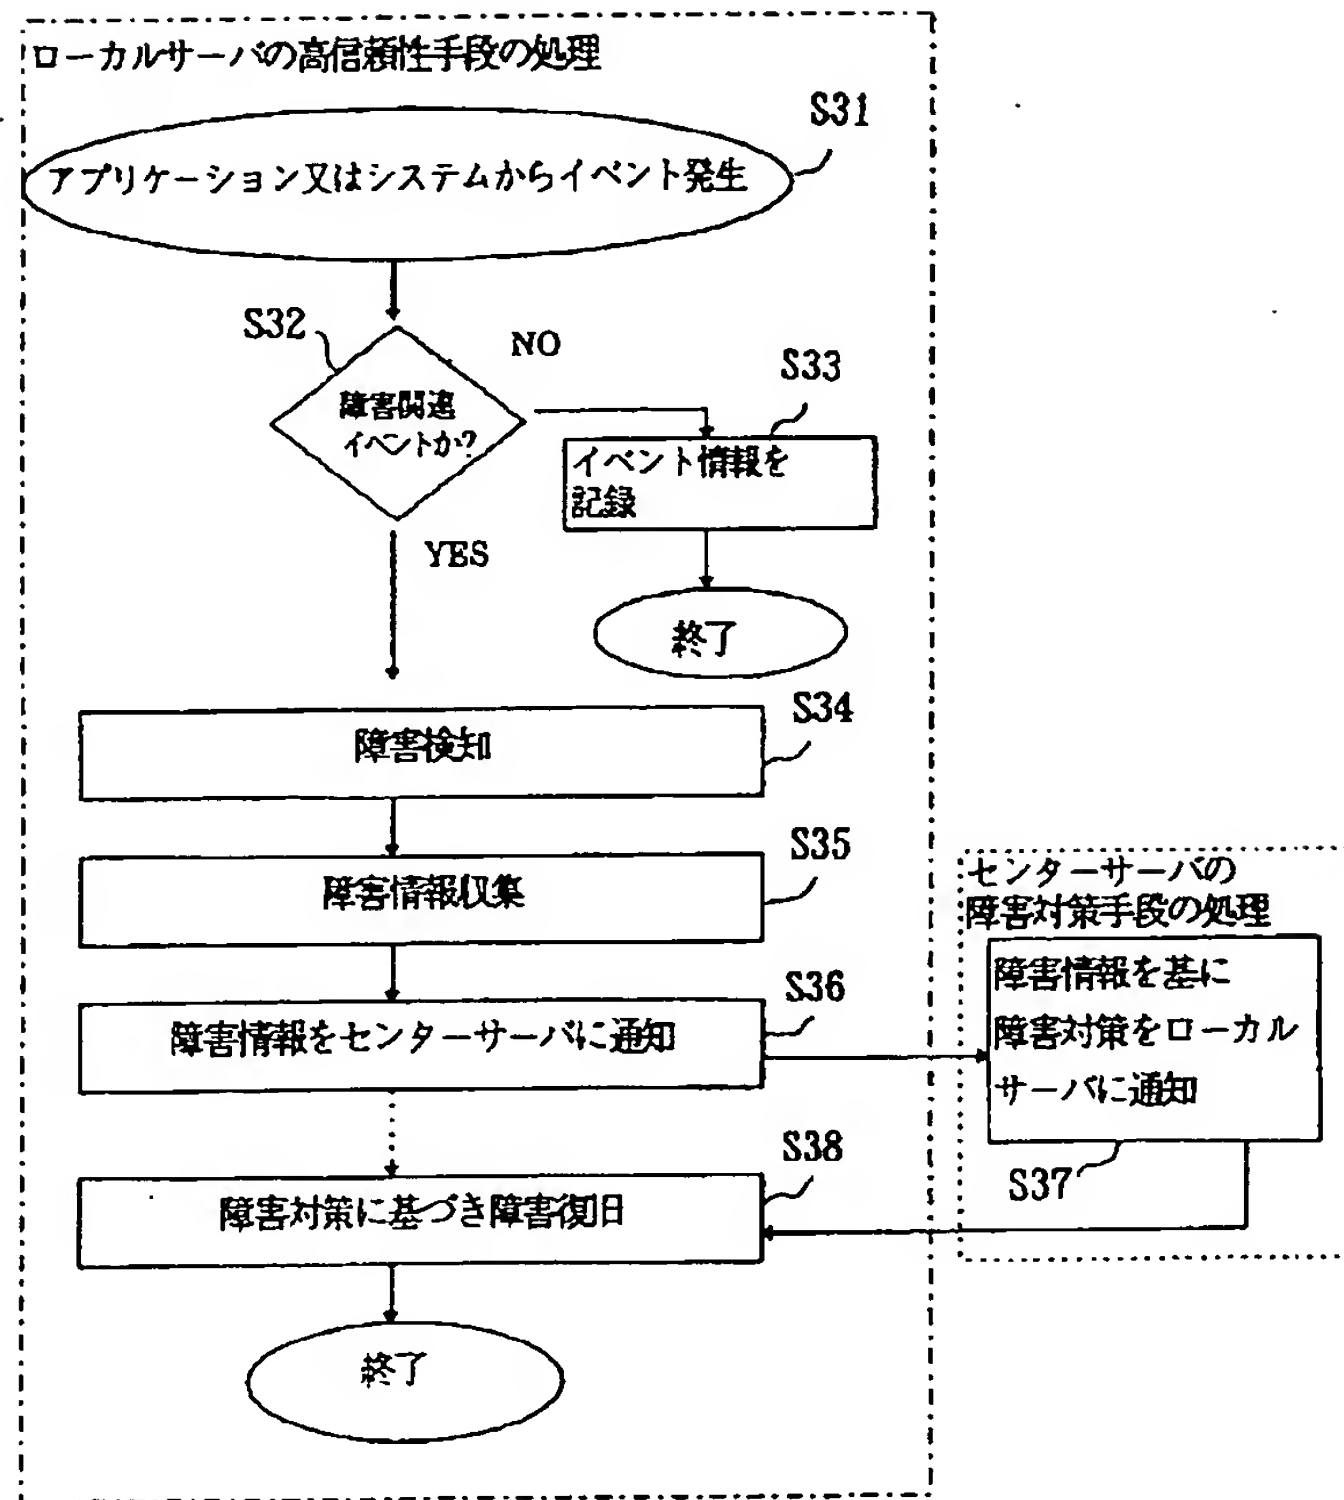 ローカルサーバの高信頼性手段の処理
S31
アプリケーション又はシステムからイベント発生
S32
NO
障害関連
イベントか?
S33
イベント情報を
記録
YES
終了
S34
障害検知
S35
障害情報収集
センターサーバの
障害対策手段の処理
S36
障害情報をセンターサーバに通知
障害情報を基に
障害対策をローカル
サーバに通知
S37
S38
障害対策に基づき障害復旧
終了